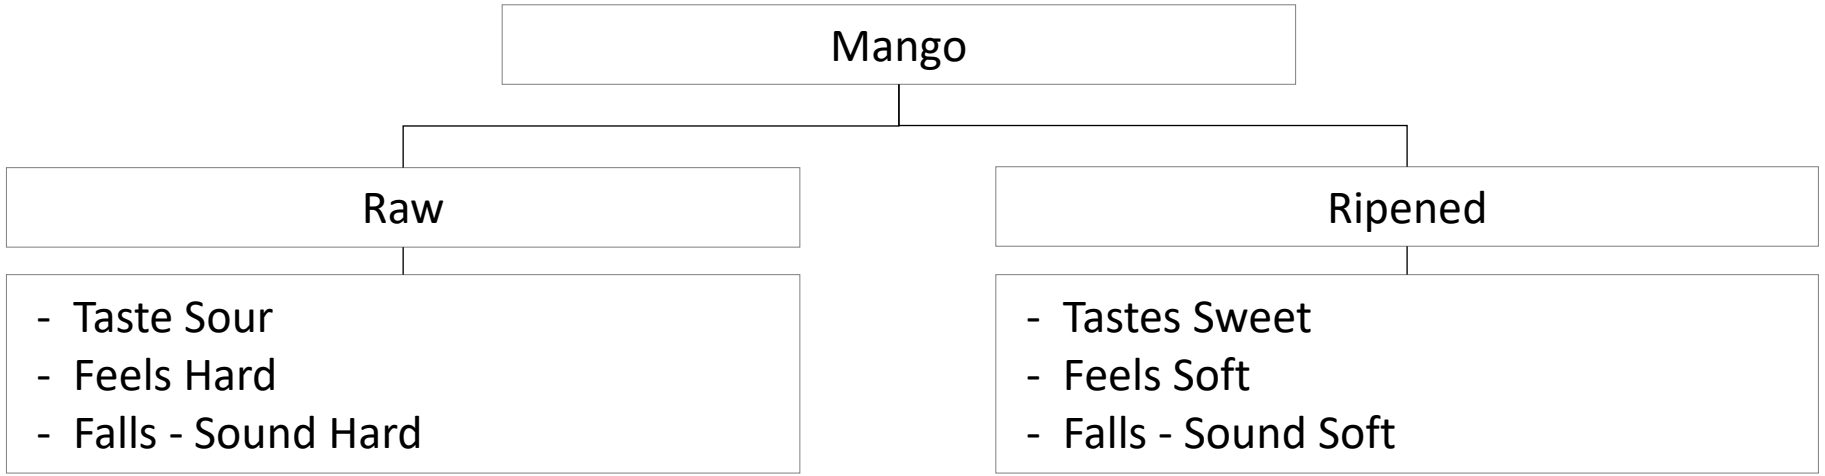 Mango
Raw
Ripened
- Taste Sour
- Feels Hard
- Falls - Sound Hard
- Tastes Sweet
- Feels Soft
- Falls - Sound Soft